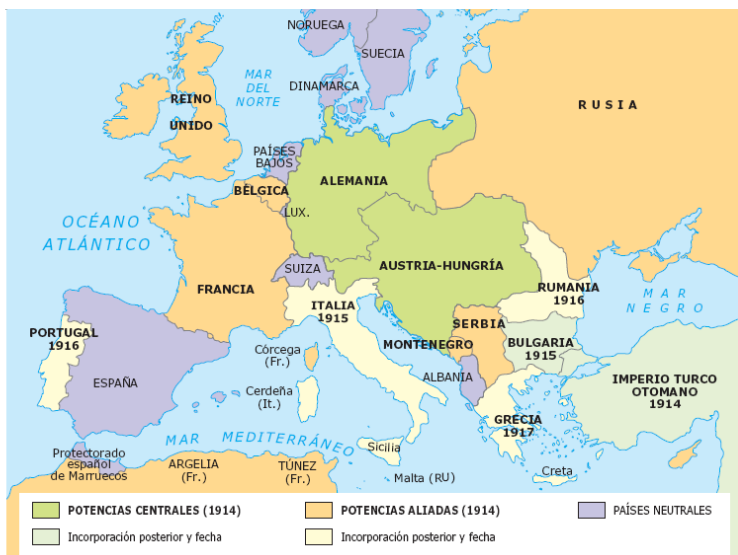 NORUEGA
SUECIA
MAR
DEL
NORTE
DINAMARCA
REINO
UNIDO
RUSIA
PAÍSES
BAJOS
ALEMANIA
BÉLGICA
LUX.
OCÉANO
ATLÁNTICO
AUSTRIA-HUNGRÍA
SUIZA
FRANCIA
ITALIA
1915
RUMANIA
1916
MAR
NEGRO
SERBIA
PORTUGAL
1916
MONTENEGRO
BULGARIA
1915
Córcega
(Fr.)
ESPAÑA
ALBANIA
IMPERIO TURCO
OTOMANO
1914
Cerdeña
(It.)
GRECIA
1917
MAR MEDITERRÁNEO
Sicilia
Protectorado
español
de Marruecos
ARGELIA
(Fr.)
TÚNEZ
(Fr.)
Malta (RU)
Creta
POTENCIAS CENTRALES (1914)
POTENCIAS ALIADAS (1914)
PAÍSES NEUTRALES
Incorporación posterior y fecha
Incorporación posterior y fecha